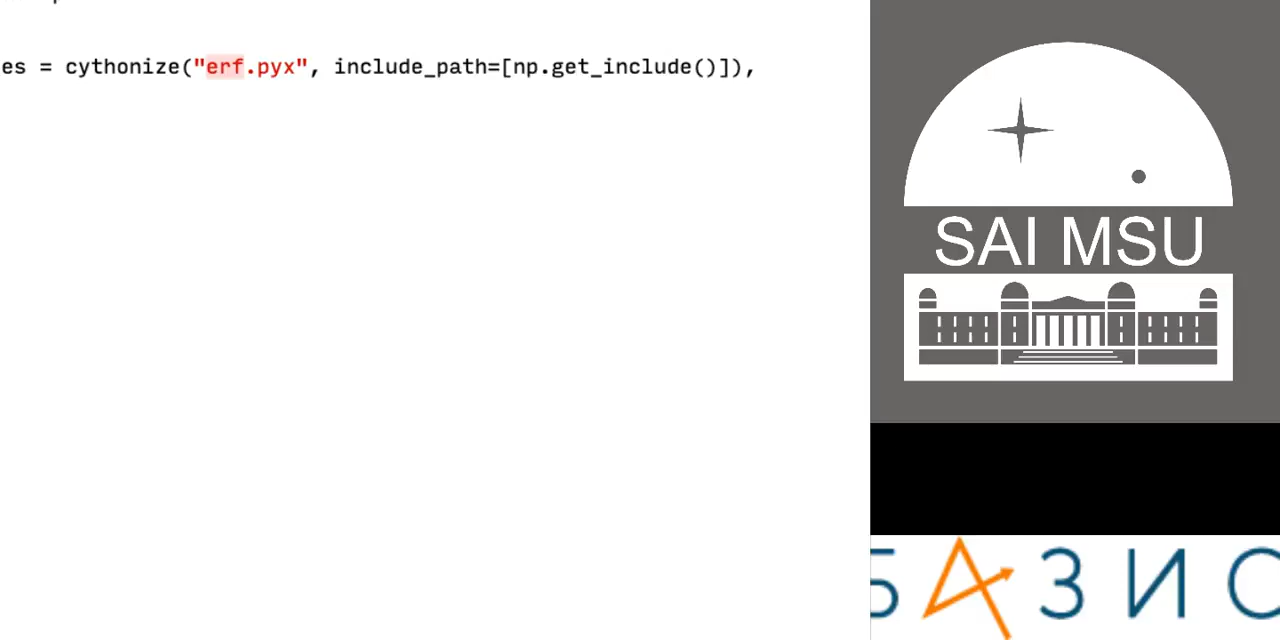 es = cythonize("erf.pyx", include_path=[np.get_include()]),
SAI MSU
БАЗИС